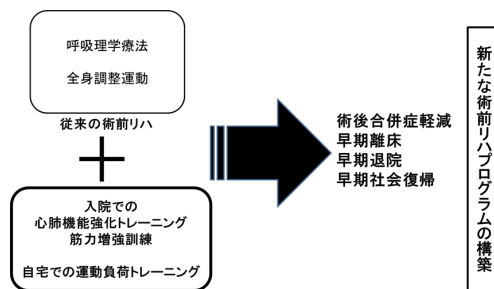 呼吸理学療法
全身調整運動
従来の術前リハ
入院での
心肺機能強化トレーニング
筋力増強訓練
自宅での運動負荷トレーニング
術後合併症軽減
早期離床
早期退院
早期社会復帰
新たな術前リハプログラムの構築